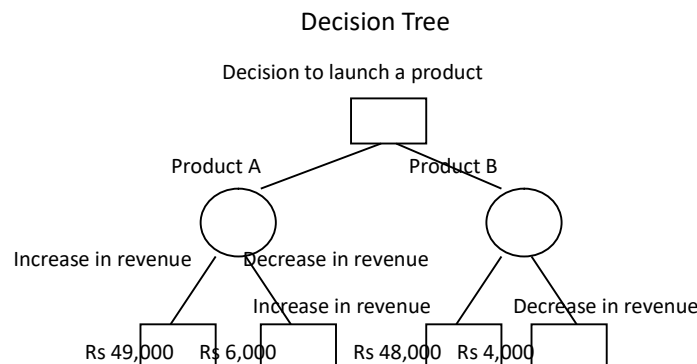 Decision Tree
Decision to launch a product
Product A
Product B
Increase in revenue
Decrease in revenue
Increase in revenue
Decrease in revenue
Rs 49,000
Rs 6,000
Rs 48,000
Rs 4,000